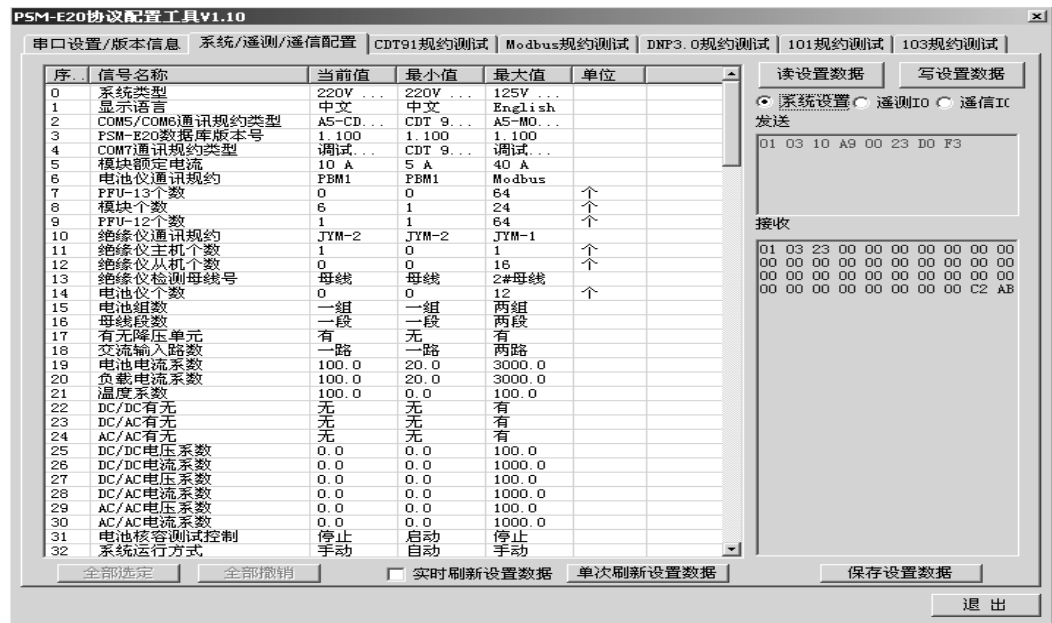 PSM-E20协议配置工具V1.10
串口设置/版本信息 系统/遥测/遥信配置 CDT91规约测试 Modbus规约测试 DNP3.0规约测试 101规约测试 103规约测试
序.. 信号名称 当前值 最小值 最大值 单位
0 系统类型 220V ... 220V ... 125V ...
1 显示语言 中文 中文 English
2 COM5/COM6通讯规约类型 A5-CD... CDT 9... A5-MO...
3 PSM-E20数据库版本号 1.100 1.100 1.100
4 COM7通讯规约类型 调试... CDT 9... 调试...
5 模块额定电流 10 A 5 A 40 A
6 电池仪通讯规约 PBM1 PBM1 Modbus
7 PFU-13个数 0 0 64 个
8 模块个数 6 1 24 个
9 PFU-12个数 1 1 64 个
10 绝缘仪通讯规约 JYM-2 JYM-2 JYM-1
11 绝缘仪主机个数 1 0 1 个
12 绝缘仪从机个数 0 0 16 个
13 绝缘仪检测母线号 母线 母线 2#母线
14 电池仪个数 0 0 12 个
15 电池组数 一组 一组 两组
16 母线段数 一段 一段 两段
17 有无降压单元 有 无 有
18 交流输入路数 一路 一路 两路
19 电池电流系数 100.0 20.0 3000.0
20 负载电流系数 100.0 20.0 3000.0
21 温度系数 100.0 0.0 100.0
22 DC/DC有无 无 无 有
23 DC/AC有无 无 无 有
24 AC/AC有无 无 无 有
25 DC/DC电压系数 0.0 0.0 100.0
26 DC/DC电流系数 0.0 0.0 1000.0
27 DC/AC电压系数 0.0 0.0 100.0
28 DC/AC电流系数 0.0 0.0 1000.0
29 AC/AC电压系数 0.0 0.0 100.0
30 AC/AC电流系数 0.0 0.0 1000.0
31 电池核容测试控制 停止 启动 停止
32 系统运行方式 手动 自动 手动
读设置数据 写设置数据
系统设置 遥测IO 遥信IC
发送
01 03 10 A9 00 23 D0 F3
接收
01 03 23 00 00 00 00 00 00 00
00 00 00 00 00 00 00 00 00 00
00 00 00 00 00 00 00 00 00 00
00 00 00 00 00 00 00 00 C2 AB
全部选定 全部撤销 实时刷新设置数据 单次刷新设置数据 保存设置数据
退 出